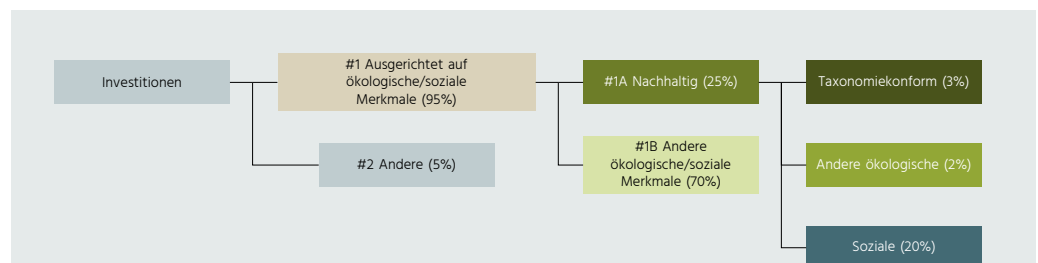 Investitionen
#1 Ausgerichtet auf
ökologische/soziale
Merkmale (95%)
#2 Andere (5%)
#1A Nachhaltig (25%)
#1B Andere
ökologische/soziale
Merkmale (70%)
Taxonomiekonform (3%)
Andere ökologische (2%)
Soziale (20%)